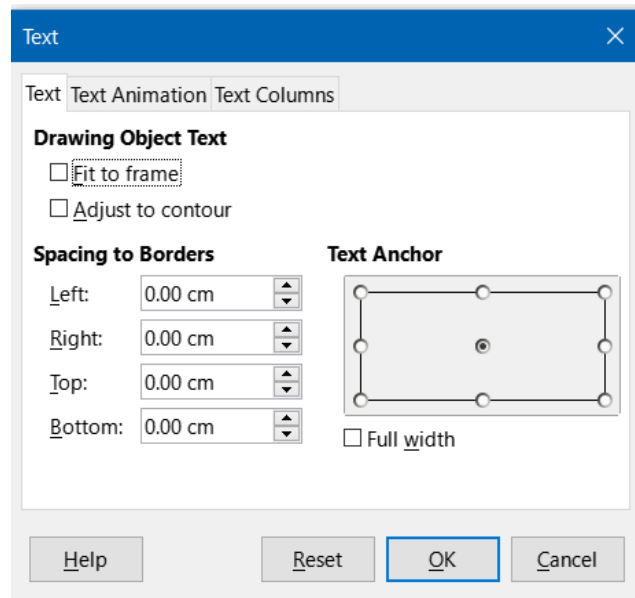 Text
Text Text Animation Text Columns
Drawing Object Text
Fit to frame
Adjust to contour
Spacing to Borders Text Anchor
Left: 0.00 cm
Right: 0.00 cm
Top: 0.00 cm
Bottom: 0.00 cm
Full width
Help Reset OK Cancel